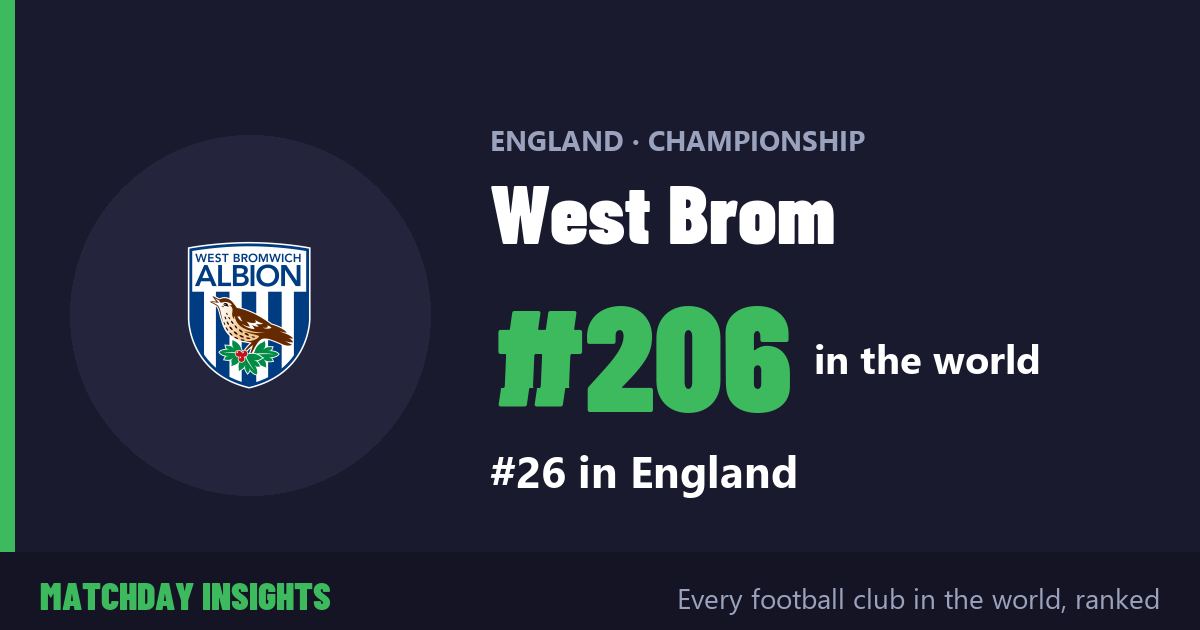 ENGLAND · CHAMPIONSHIP
West Brom
WEST BROMWICH
ALBION
#206 in the world
#26 in England
MATCHDAY INSIGHTS
Every football club in the world, ranked